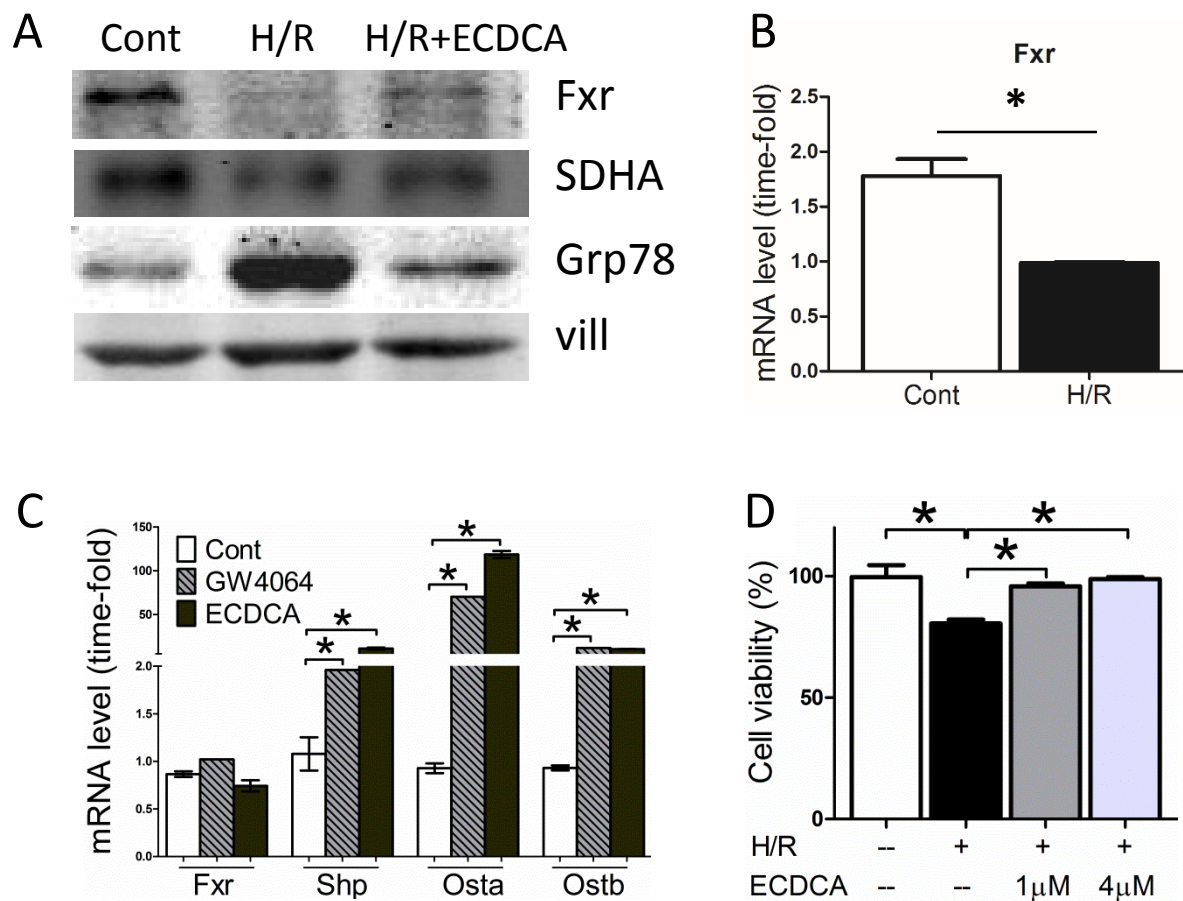 A
Cont H/R H/R+ECDCA
Fxr
SDHA
Grp78
vill
B
Fxr
*
mRNA level (time-fold)
2.5
2.0
1.5
1.0
0.5
0.0
Cont H/R
C
mRNA level (time-fold)
150
100
50
2.0
1.5
1.0
0.5
0.0
Cont
GW4064
ECDCA
* *
* *
* *
Fxr Shp Osta Ostb
D
* * *
Cell viability (%)
100
50
0
H/R -- + + +
ECDCA -- -- 1μM 4μM